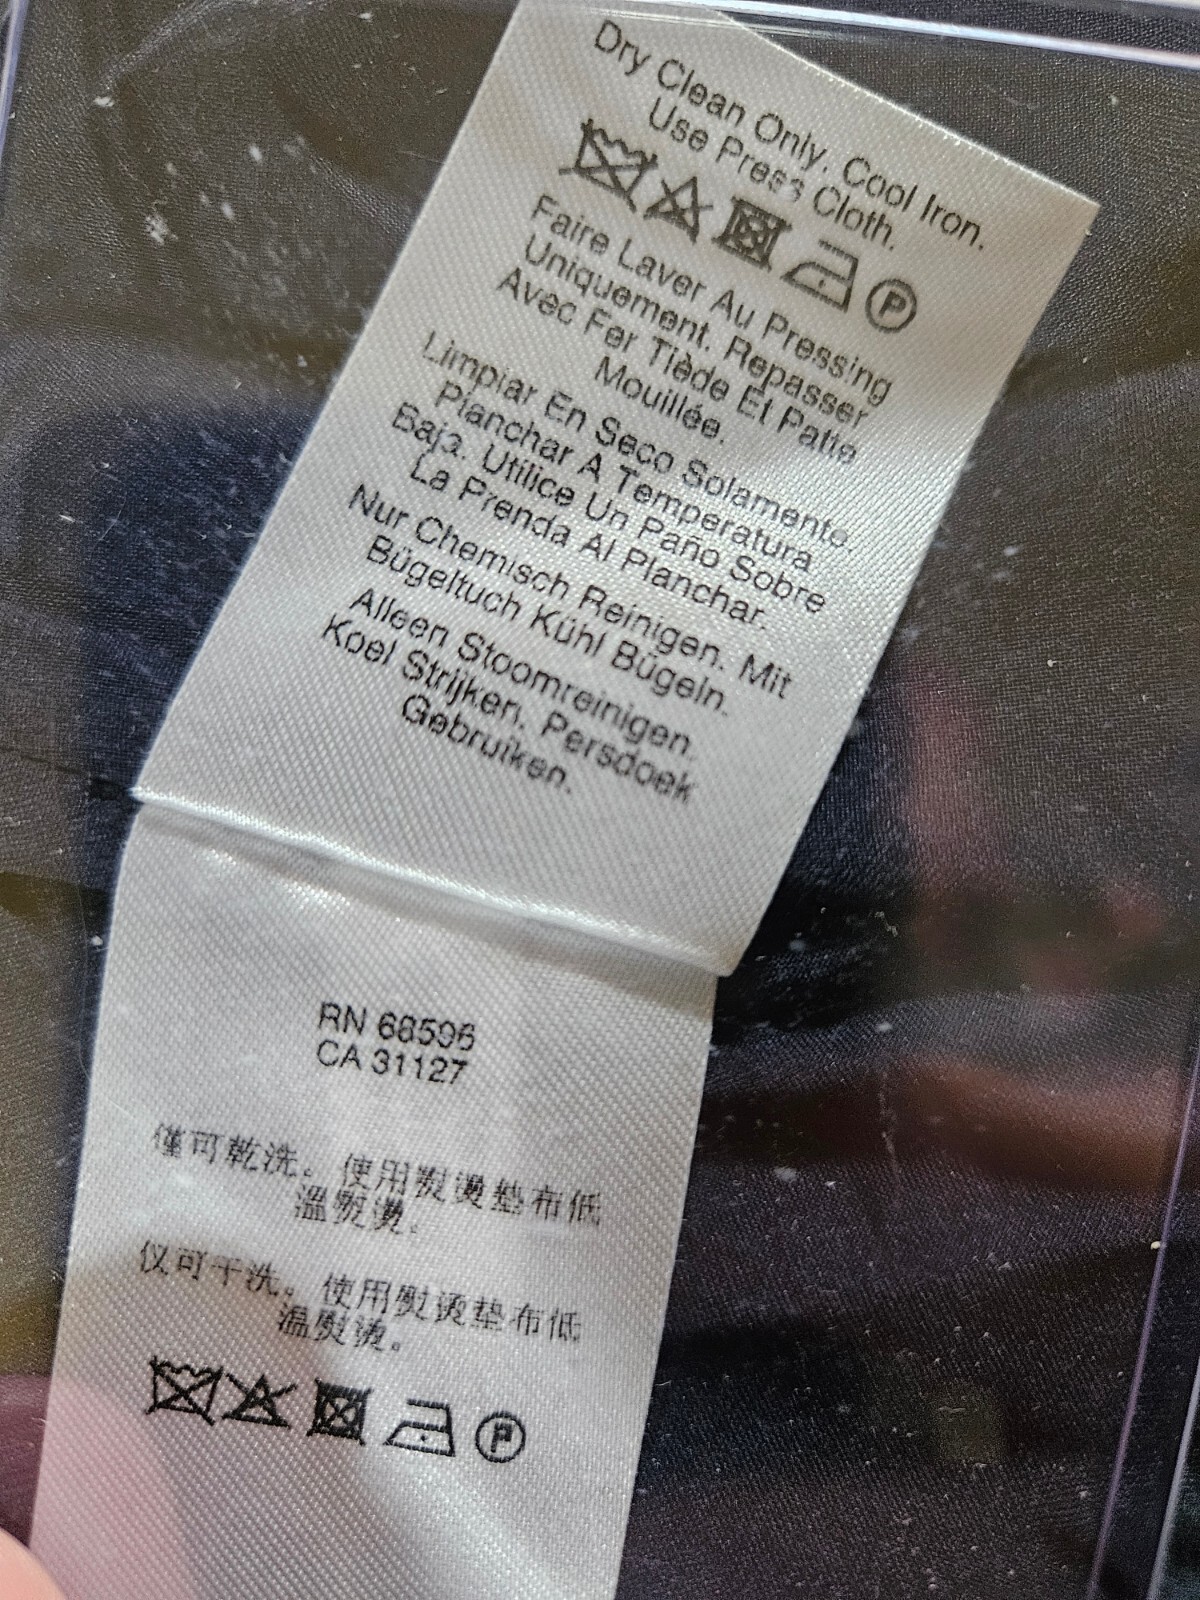 Dry Clean Only. Cool Iron.
Use Press Cloth.
P
Faire Laver Au Pressing
Uniquement. Repasser
Avec Fer Tiède Et Patte
Mouillée.
Limpiar En Seco Solamente.
Planchar A Temperatura
Baja. Utilice Un Paño Sobre
La Prenda Al Planchar.
Nur Chemisch Reinigen. Mit
Bügeltuch Kühl Bügeln.
Alleen Stoomreinigen.
Koel Strijken. Persdoek
Gebruiken.
RN 68596
CA 31127
僅可乾洗。使用熨燙墊布低
溫熨燙。
仅可干洗。使用熨烫垫布低
温熨烫。
P